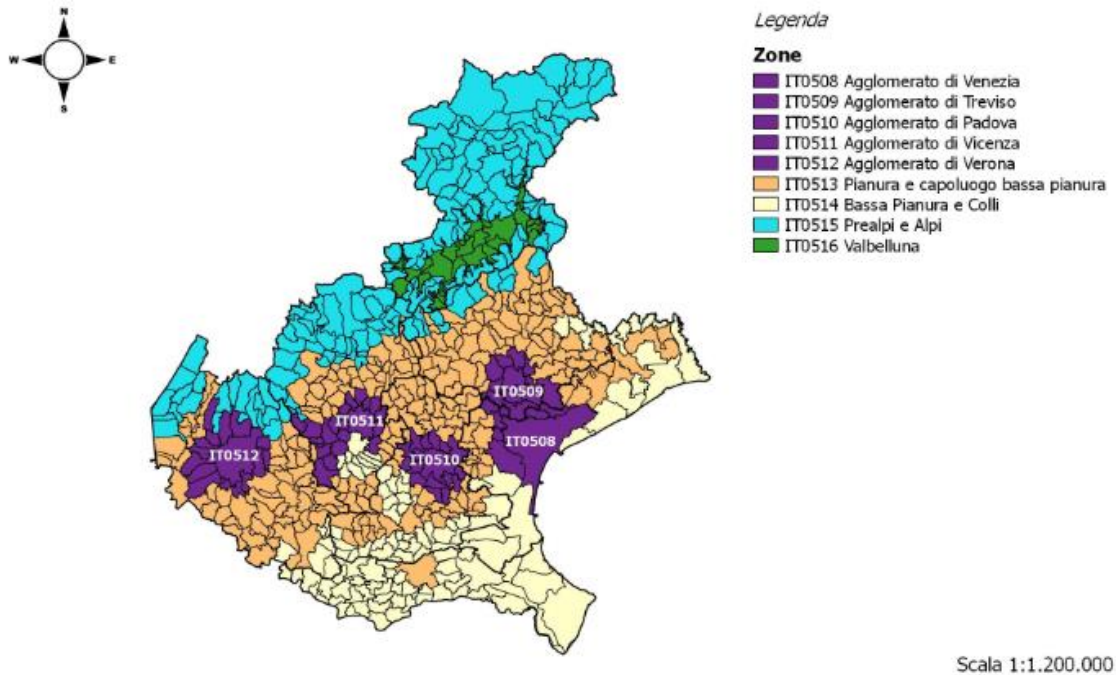 N
W E
S
Legenda
Zone
IT0508 Agglomerato di Venezia
IT0509 Agglomerato di Treviso
IT0510 Agglomerato di Padova
IT0511 Agglomerato di Vicenza
IT0512 Agglomerato di Verona
IT0513 Pianura e capoluogo bassa pianura
IT0514 Bassa Pianura e Colli
IT0515 Prealpi e Alpi
IT0516 Valbelluna
IT0509
IT0511
IT0508
IT0512
IT0510
Scala 1:1.200.000